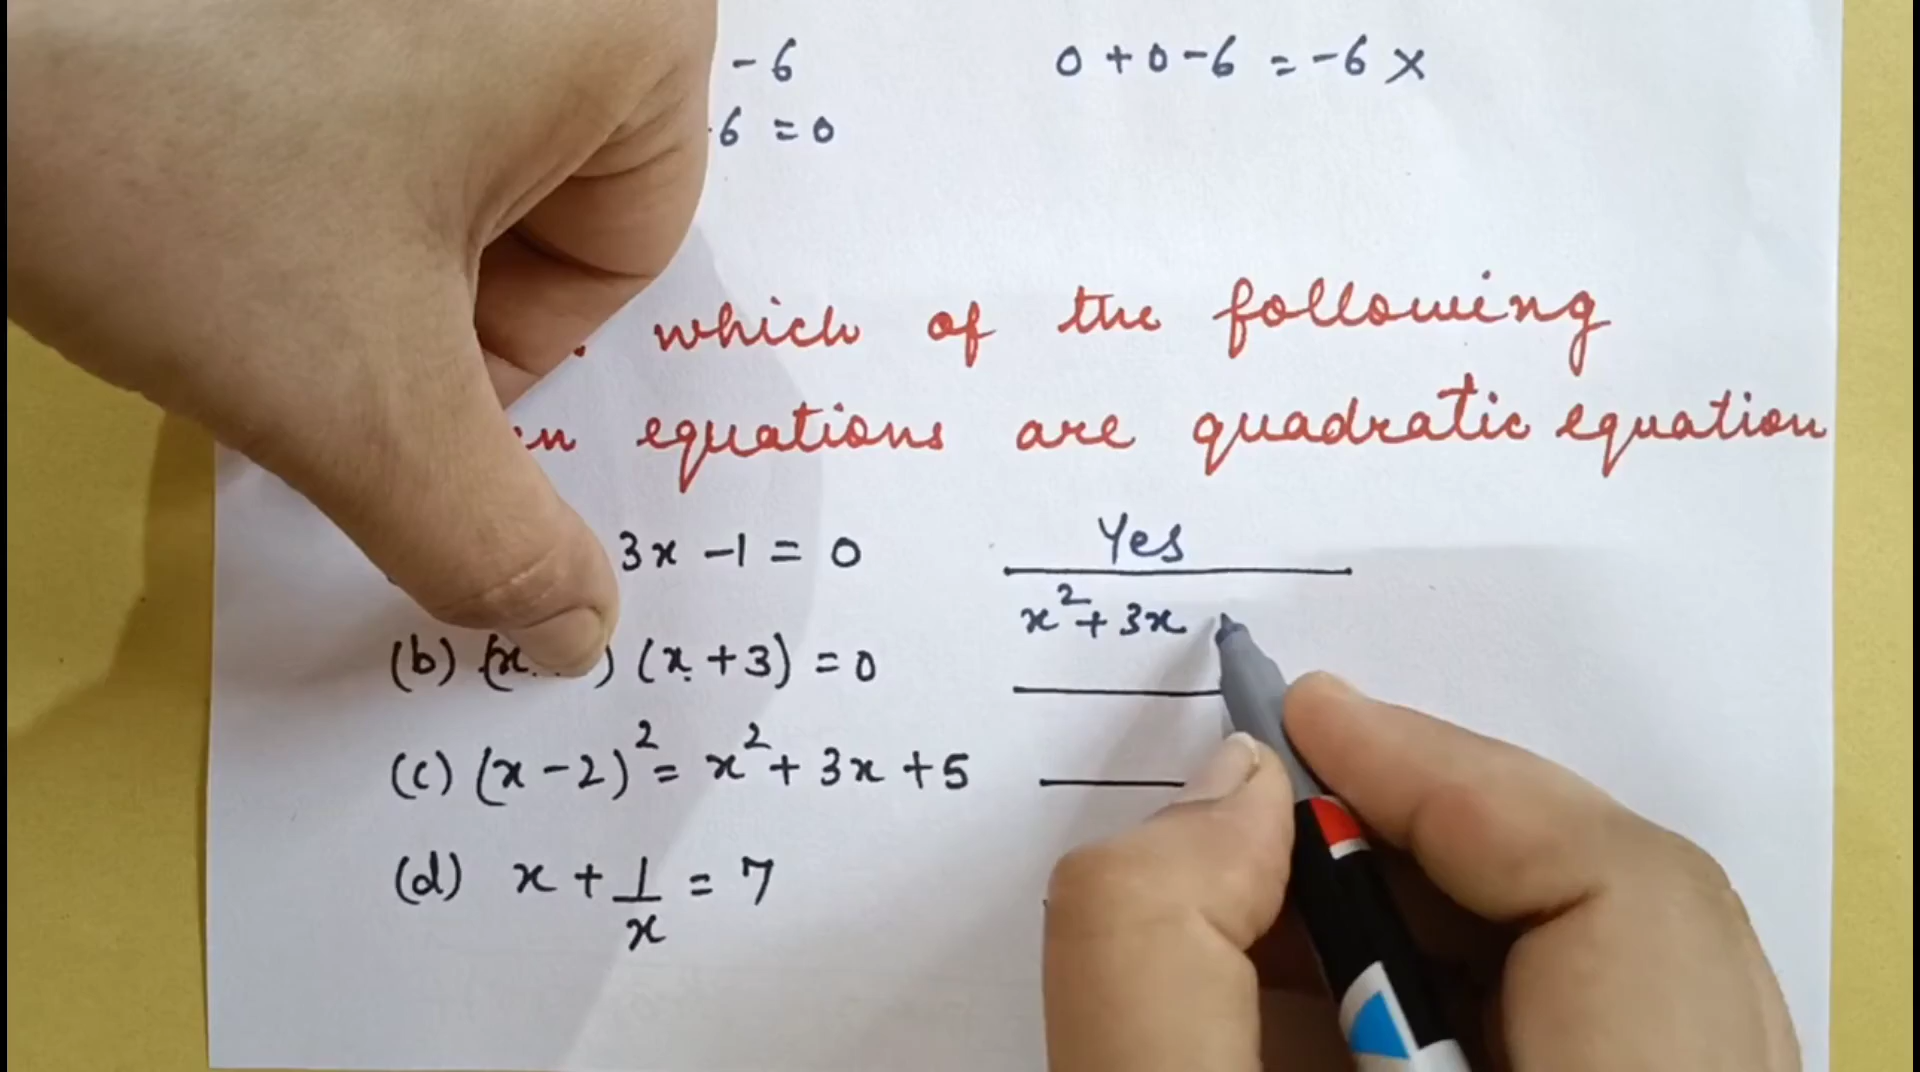 - 6 0 + 0 - 6 = -6 ×
6 = 0
which of the following
equations are quadratic equation
3x - 1 = 0 Yes
x² + 3x
(b) (x ) (x + 3) = 0
(c) (x - 2)² = x² + 3x + 5
(d) x + 1/x = 7